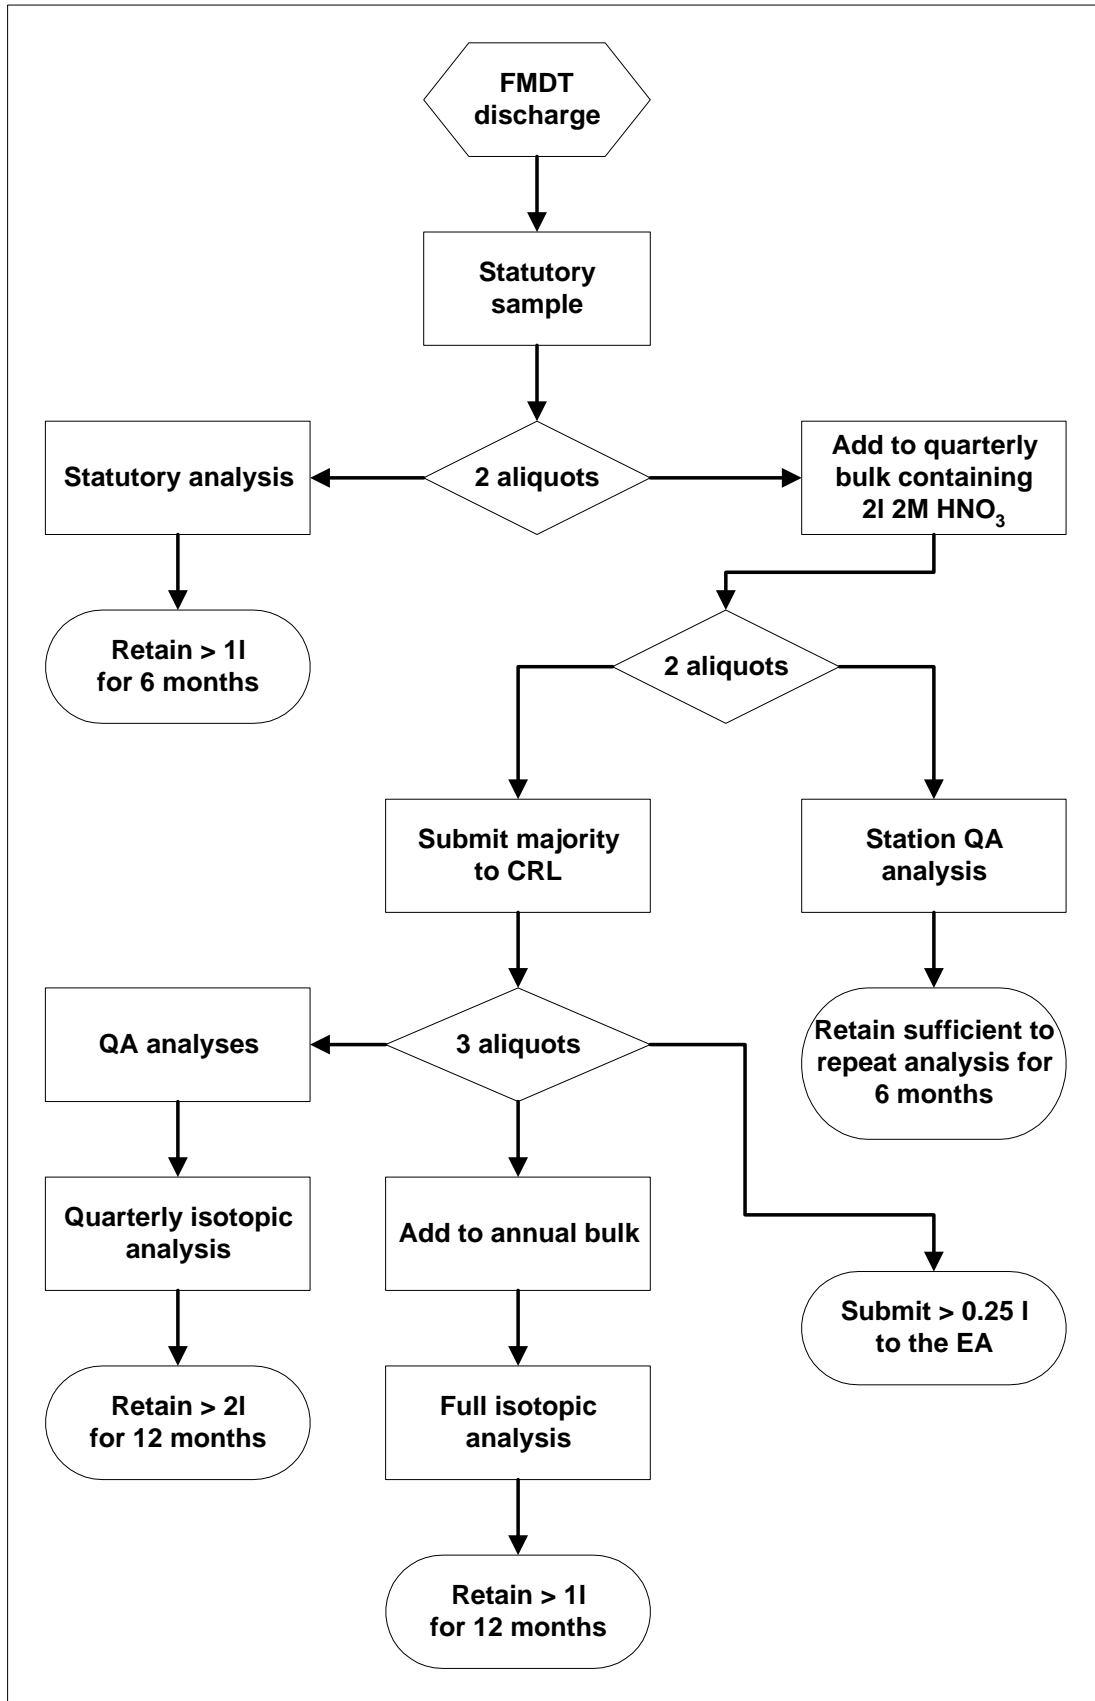 FMDT
discharge
Statutory
sample
Statutory analysis
2 aliquots
Add to quarterly
bulk containing
2l 2M HNO₃
Retain > 1l
for 6 months
2 aliquots
Submit majority
to CRL
Station QA
analysis
QA analyses
3 aliquots
Retain sufficient to
repeat analysis for
6 months
Quarterly isotopic
analysis
Add to annual bulk
Submit > 0.25 l
to the EA
Retain > 2l
for 12 months
Full isotopic
analysis
Retain > 1l
for 12 months